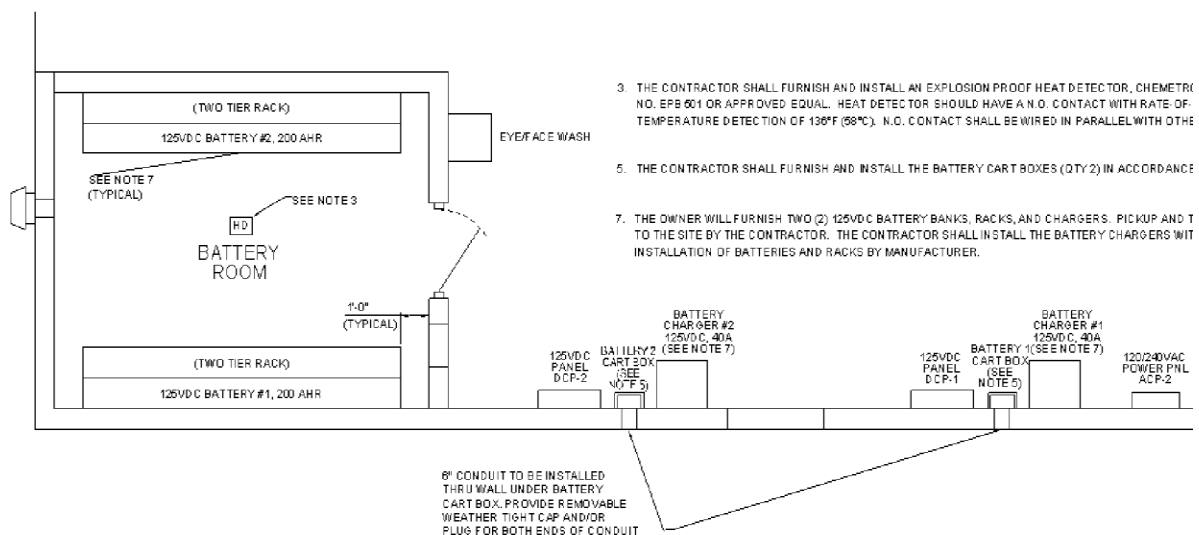 (TWO TIER RACK)
125VDC BATTERY #2, 200 AHR
EYE/FACE WASH
SEE NOTE 7
(TYPICAL)
SEE NOTE 3
HD
BATTERY
ROOM
1'-0"
(TYPICAL)
(TWO TIER RACK)
125VDC BATTERY #1, 200 AHR
3. THE CONTRACTOR SHALL FURNISH AND INSTALL AN EXPLOSION PROOF HEAT DETECTOR, CHEMETRO
NO. EPB 501 OR APPROVED EQUAL. HEAT DETECTOR SHOULD HAVE A N.O. CONTACT WITH RATE-OF-
TEMPERATURE DETECTION OF 136°F (58°C). N.O. CONTACT SHALL BE WIRED IN PARALLEL WITH OTHE
5. THE CONTRACTOR SHALL FURNISH AND INSTALL THE BATTERY CART BOXES (QTY 2) IN ACCORDANCE
7. THE OWNER WILL FURNISH TWO (2) 125VDC BATTERY BANKS, RACKS, AND CHARGERS. PICKUP AND T
TO THE SITE BY THE CONTRACTOR. THE CONTRACTOR SHALL INSTALL THE BATTERY CHARGERS WIT
INSTALLATION OF BATTERIES AND RACKS BY MANUFACTURER.
125VDC
PANEL
DCP-2
BATTERY 2
CART BOX
(SEE
NOTE 5)
BATTERY
CHARGER #2
125VDC, 40A
(SEE NOTE 7)
125VDC
PANEL
DCP-1
BATTERY 1
CART BOX
(SEE
NOTE 5)
BATTERY
CHARGER #1
125VDC, 40A
(SEE NOTE 7)
120/240VAC
POWER PNL
ACP-2
6" CONDUIT TO BE INSTALLED
THRU WALL UNDER BATTERY
CART BOX. PROVIDE REMOVABLE
WEATHER TIGHT CAP AND/OR
PLUG FOR BOTH ENDS OF CONDUIT